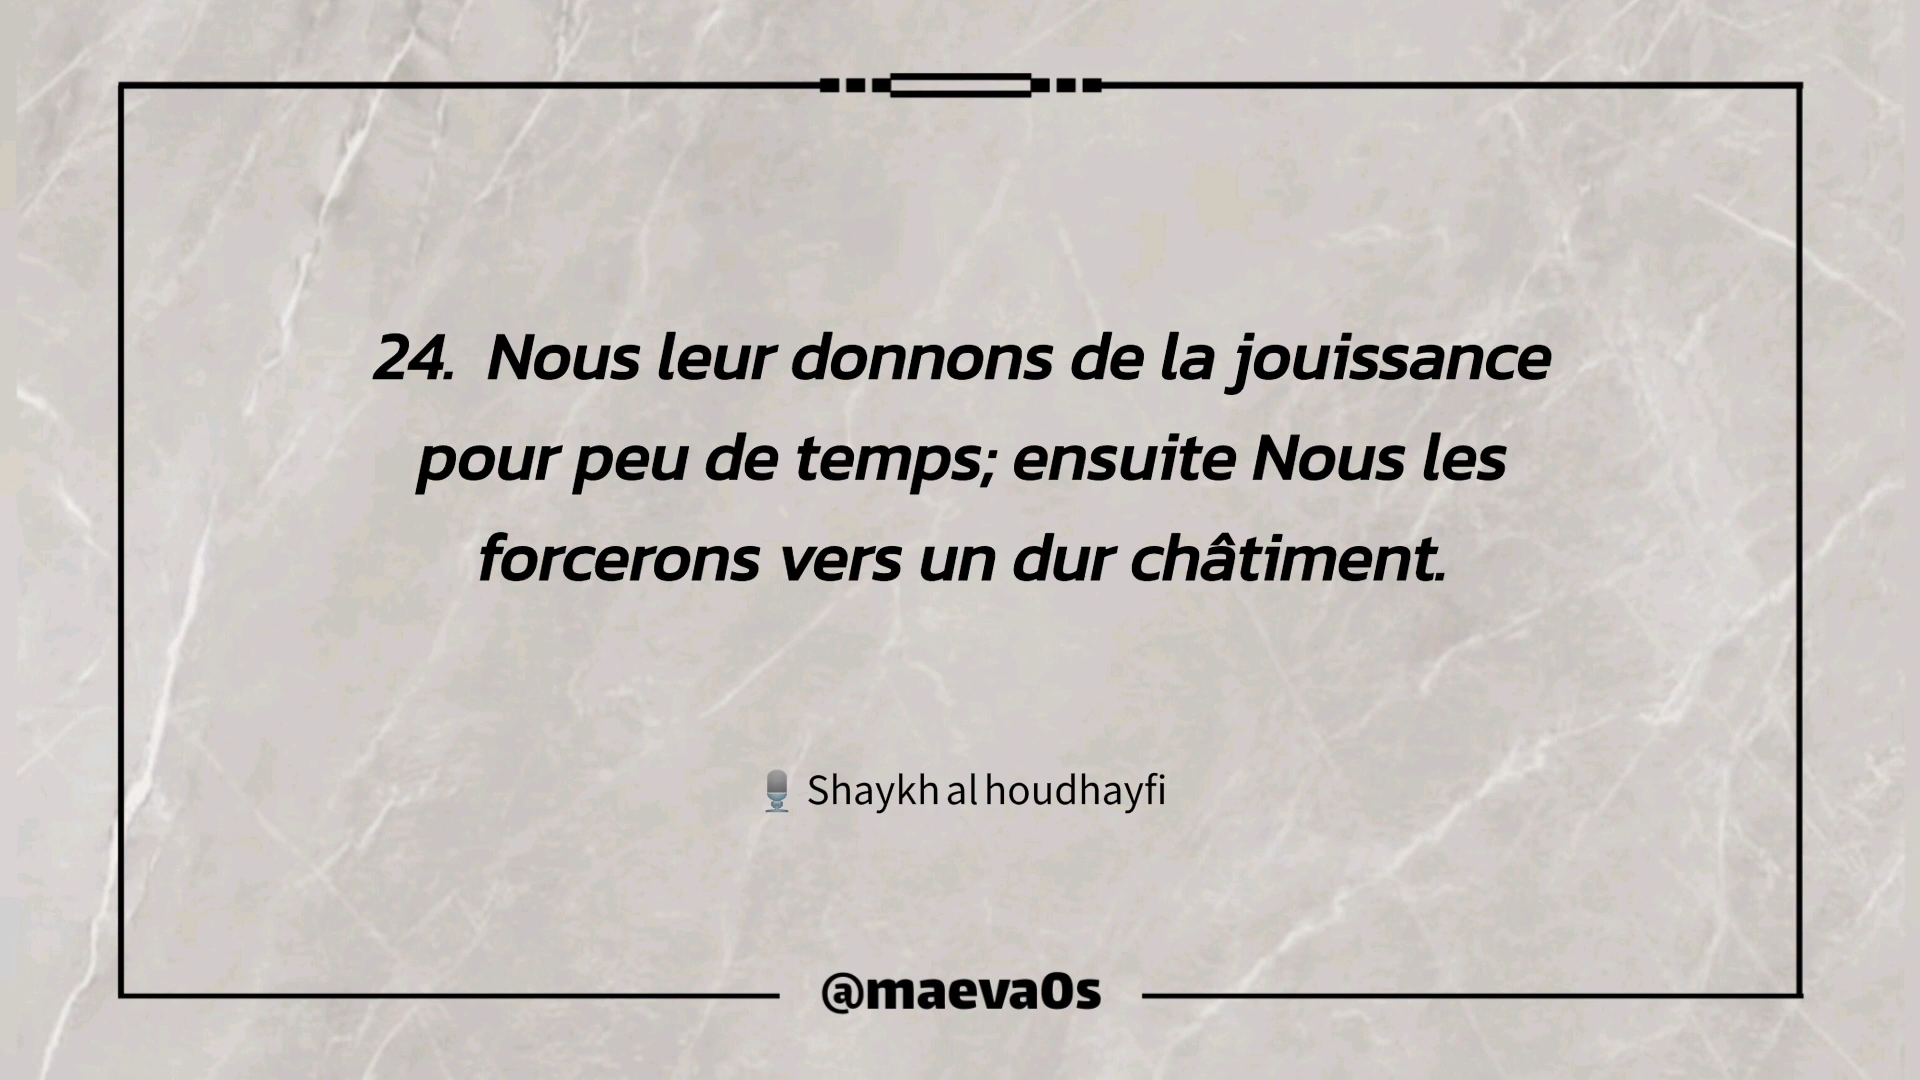 24. Nous leur donnons de la jouissance
pour peu de temps; ensuite Nous les
forcerons vers un dur châtiment.
🎙️ Shaykh al houdhayfi
@maeva0s